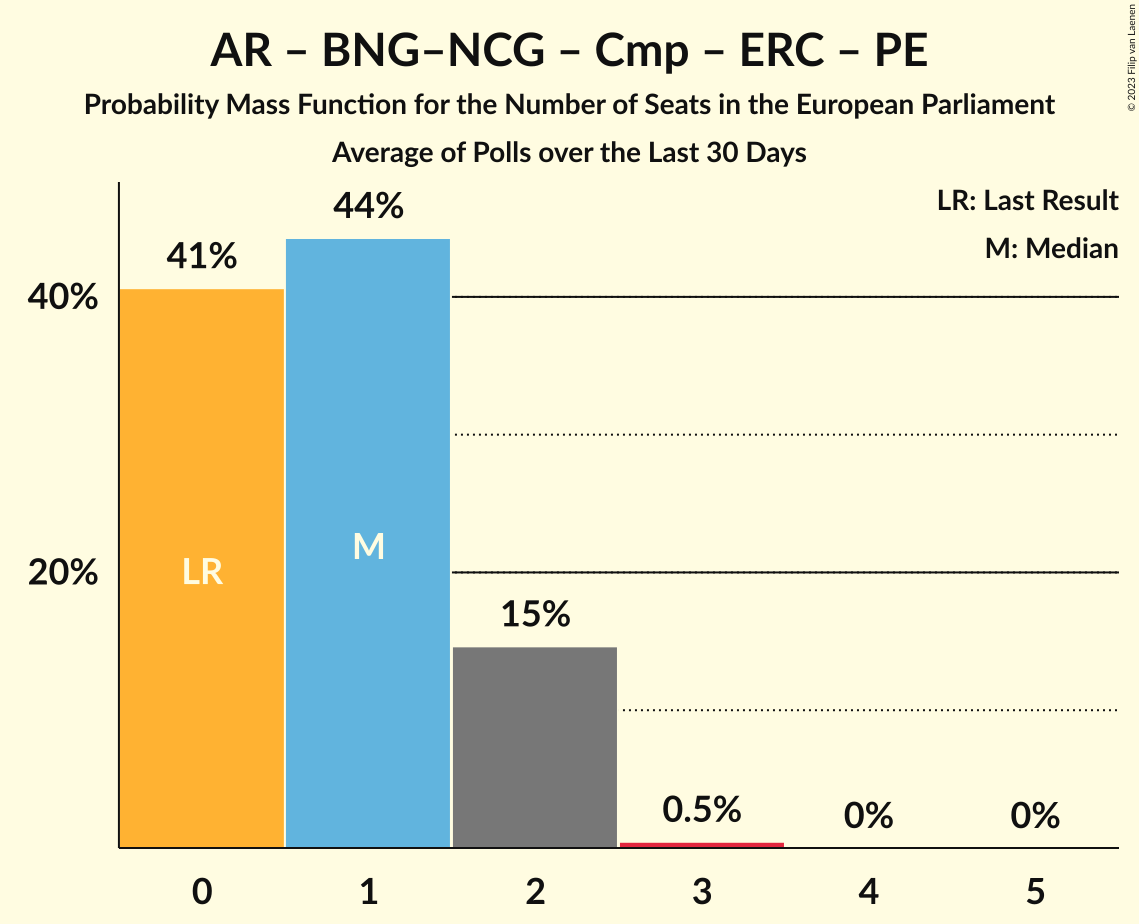 AR – BNG–NCG – Cmp – ERC – PE
Probability Mass Function for the Number of Seats in the European Parliament
Average of Polls over the Last 30 Days
© 2023 Filip van Laenen
LR: Last Result
M: Median
44%
41%
40%
M
LR
20%
15%
0.5%
0%
0%
0
1
2
3
4
5